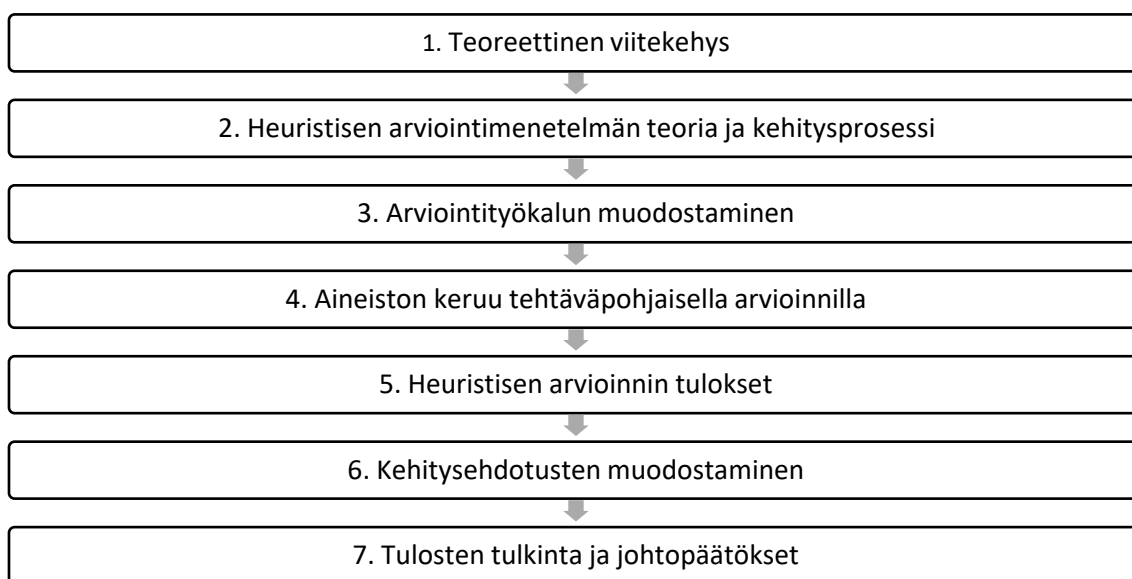 1. Teoreettinen viitekehys
2. Heuristisen arviointimenetelmän teoria ja kehitysprosessi
3. Arviointityökalun muodostaminen
4. Aineiston keruu tehtäväpohjaisella arvioinnilla
5. Heuristisen arvioinnin tulokset
6. Kehitysehdotusten muodostaminen
7. Tulosten tulkinta ja johtopäätökset